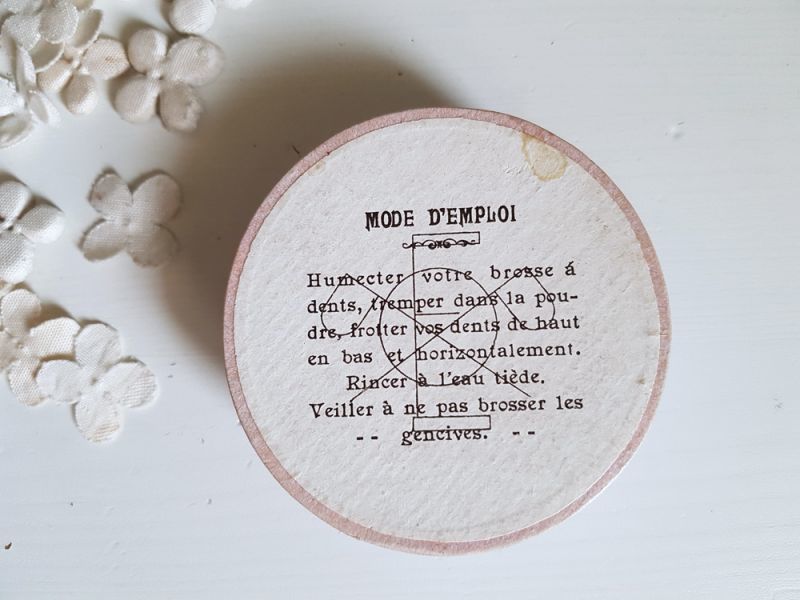 MODE D'EMPLOI
Humecter votre brosse á
dents, tremper dans la pou-
dre, frotter vos dents de haut
en bas et horizontalement.
Rincer à l'eau tiède.
Veiller à ne pas brosser les
-- gencives. --